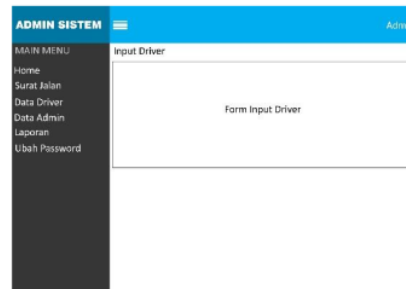 ADMIN SISTEM
MAIN MENU
Home
Surat Jalan
Data Driver
Data Admin
Laporan
Ubah Password
Input Driver
Form Input Driver